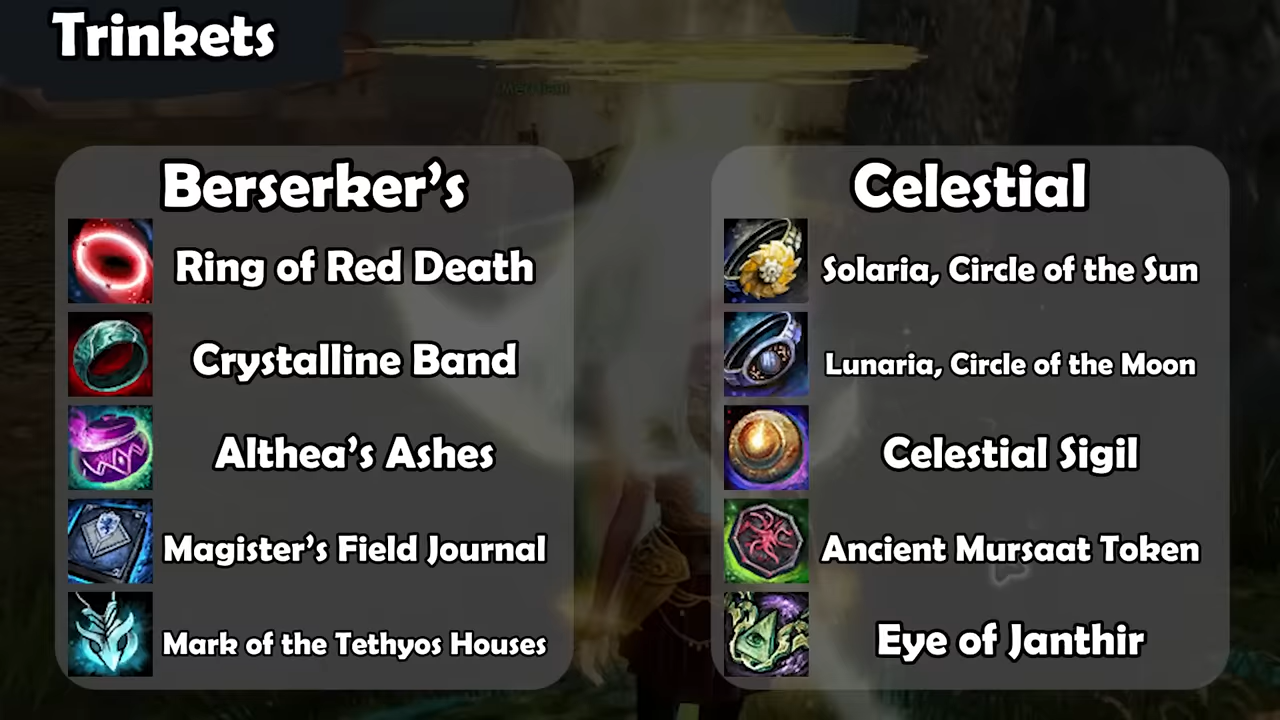 Trinkets
Berserker's
Ring of Red Death
Crystalline Band
Althea's Ashes
Magister's Field Journal
Mark of the Tethyos Houses
Celestial
Solaria, Circle of the Sun
Lunaria, Circle of the Moon
Celestial Sigil
Ancient Mursaat Token
Eye of Janthir